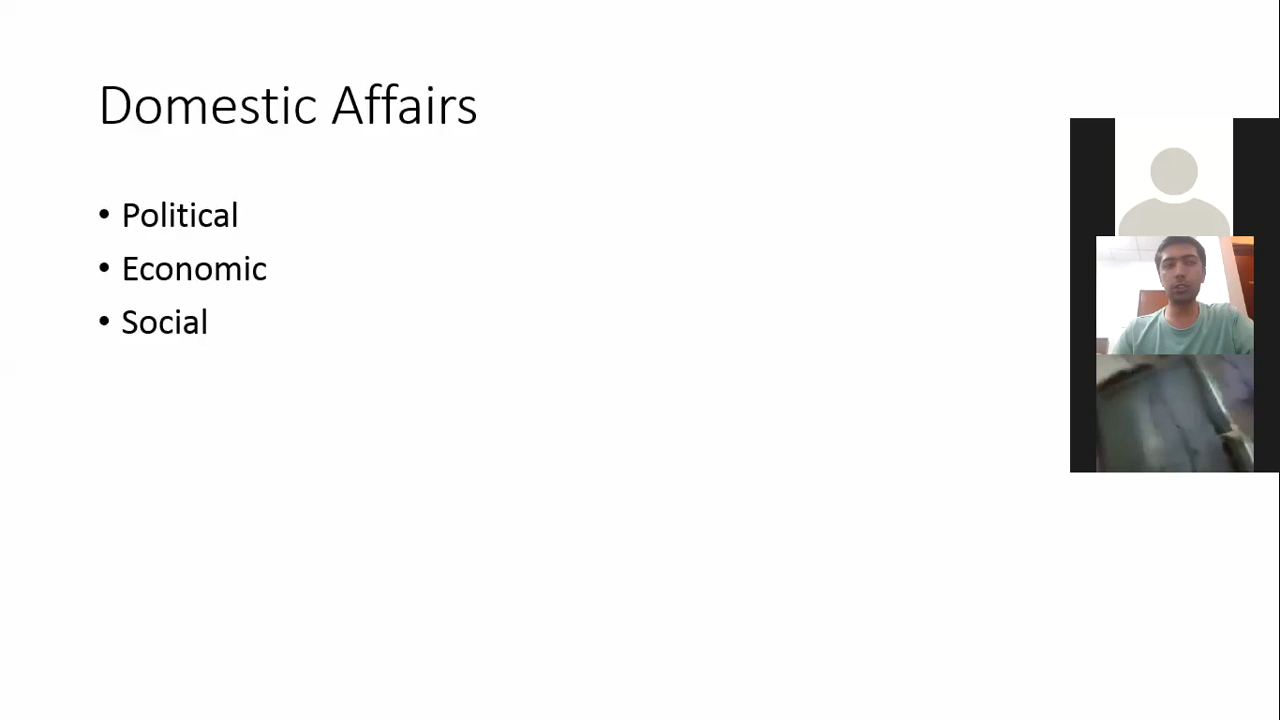 Domestic Affairs
• Political
• Economic
• Social